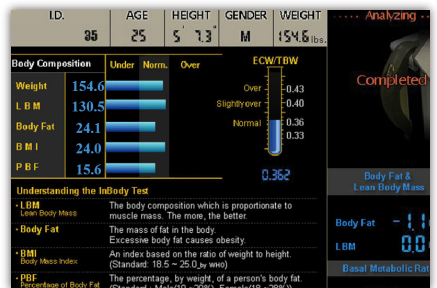 I.D. AGE HEIGHT GENDER WEIGHT
35 25 5' 7.3" M 154.6 lbs.
..... Analyzing ..
Completed
Body Composition Under Norm. Over ECW/TBW
Weight 154.6
LBM 130.5
Body Fat 24.1
BMI 24.0
PBF 15.6
Over 0.43
Slightly over 0.40
Normal 0.36
0.33
0.362
Understanding the InBody Test
• LBM The body composition which is proportionate to
Lean Body Mass muscle mass. The more, the better.
• Body Fat The mass of fat in the body.
Excessive body fat causes obesity.
• BMI An index based on the ratio of weight to height.
Body Mass Index (Standard: 18.5 ~ 25.0 by WHO)
• PBF The percentage, by weight, of a person's body fat.
Percentage of Body Fat
Body Fat &
Lean Body Mass
Body Fat
LBM 0.0
Basal Metabolic Rat